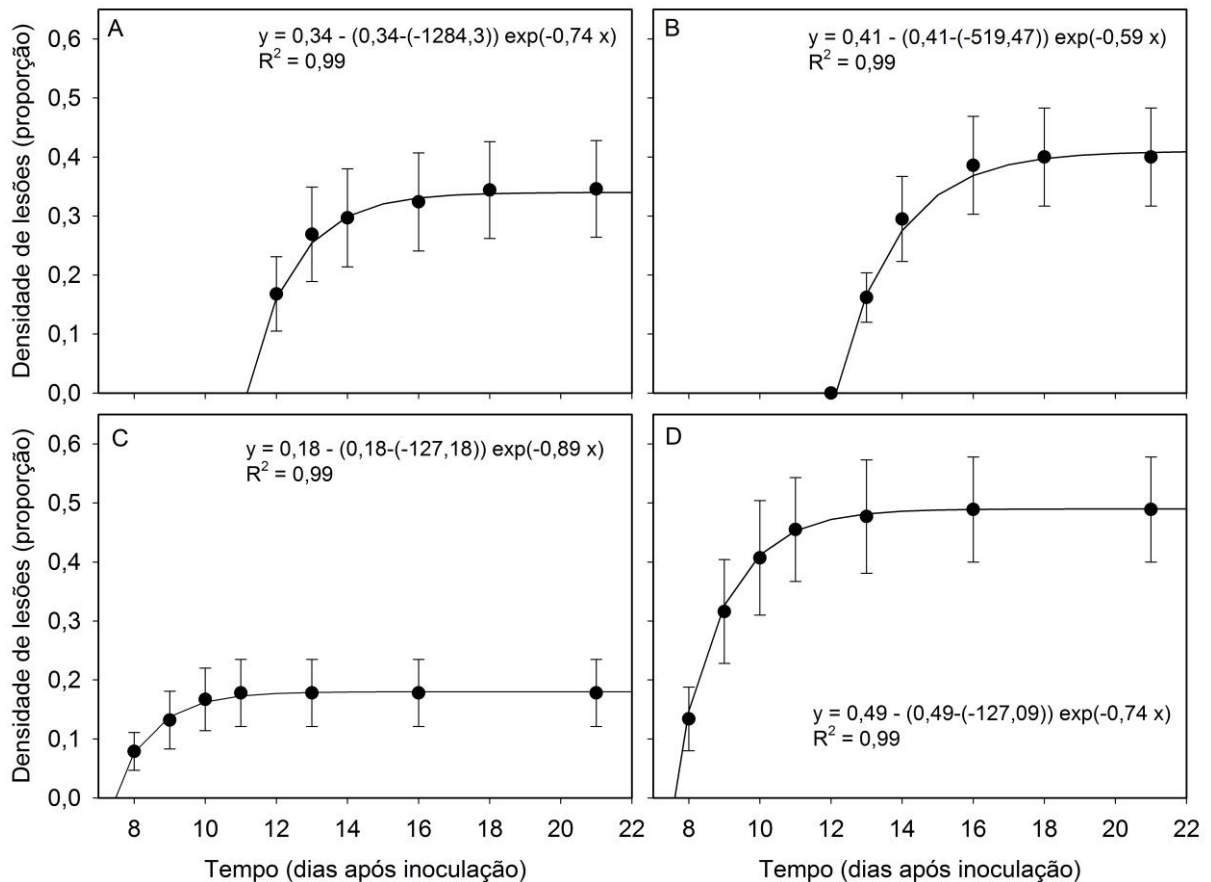 A
y = 0,34 - (0,34-(-1284,3)) exp(-0,74 x)
R² = 0,99
B
y = 0,41 - (0,41-(-519,47)) exp(-0,59 x)
R² = 0,99
Densidade de lesões (proporção)
0,6
0,5
0,4
0,3
0,2
0,1
0,0
C
y = 0,18 - (0,18-(-127,18)) exp(-0,89 x)
R² = 0,99
D
y = 0,49 - (0,49-(-127,09)) exp(-0,74 x)
R² = 0,99
Densidade de lesões (proporção)
0,6
0,5
0,4
0,3
0,2
0,1
0,0
8 10 12 14 16 18 20 22
8 10 12 14 16 18 20 22
Tempo (dias após inoculação)
Tempo (dias após inoculação)